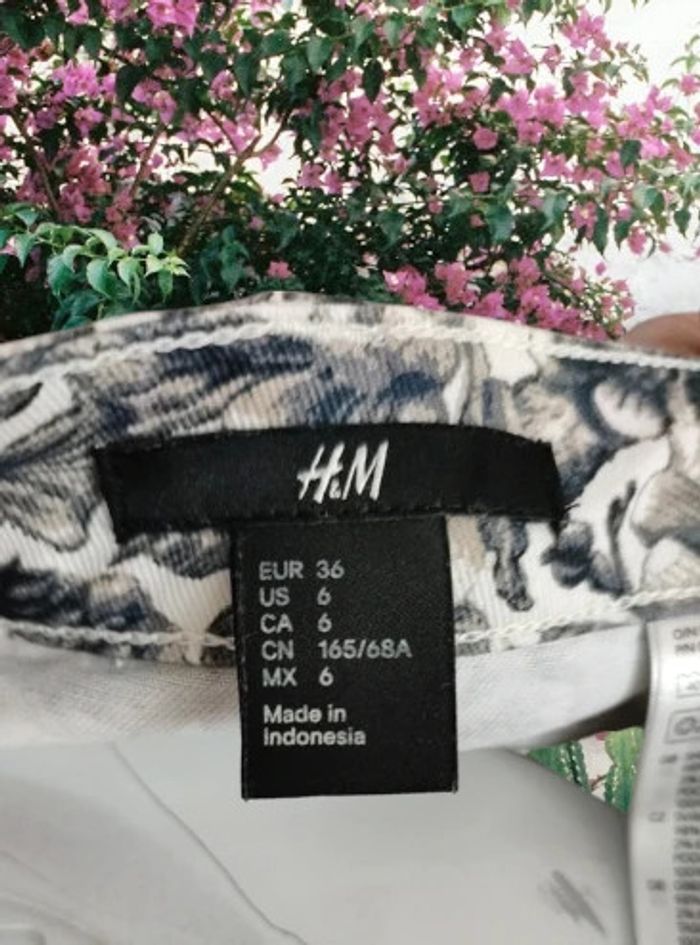 H&M
EUR 36
US 6
CA 6
CN 165/68A
MX 6
Made in
Indonesia